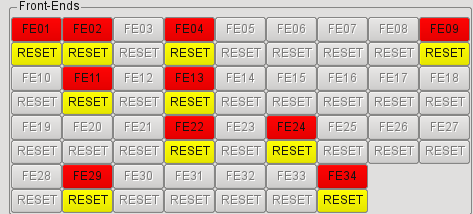 Front-Ends
FE01 FE02 FE03 FE04 FE05 FE06 FE07 FE08 FE09
RESET RESET RESET RESET RESET RESET RESET RESET RESET
FE10 FE11 FE12 FE13 FE14 FE15 FE16 FE17 FE18
RESET RESET RESET RESET RESET RESET RESET RESET RESET
FE19 FE20 FE21 FE22 FE23 FE24 FE25 FE26 FE27
RESET RESET RESET RESET RESET RESET RESET RESET RESET
FE28 FE29 FE30 FE31 FE32 FE33 FE34
RESET RESET RESET RESET RESET RESET RESET